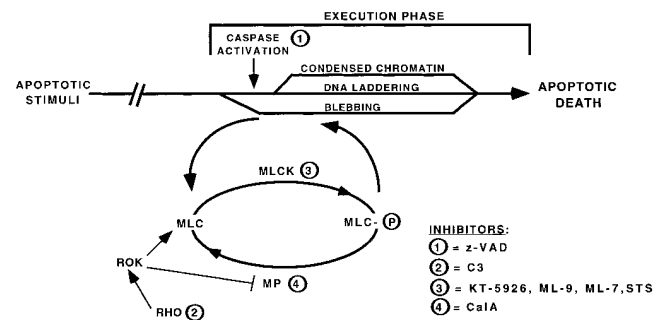 EXECUTION PHASE
CASPASE ACTIVATION 1
CONDENSED CHROMATIN
APOPTOTIC STIMULI
DNA LADDERING
APOPTOTIC DEATH
BLEBBING
MLCK 3
MLC
MLC- P
ROK
MP 4
RHO 2
INHIBITORS:
1 = z-VAD
2 = C3
3 = KT-5926, ML-9, ML-7,STS
4 = CalA